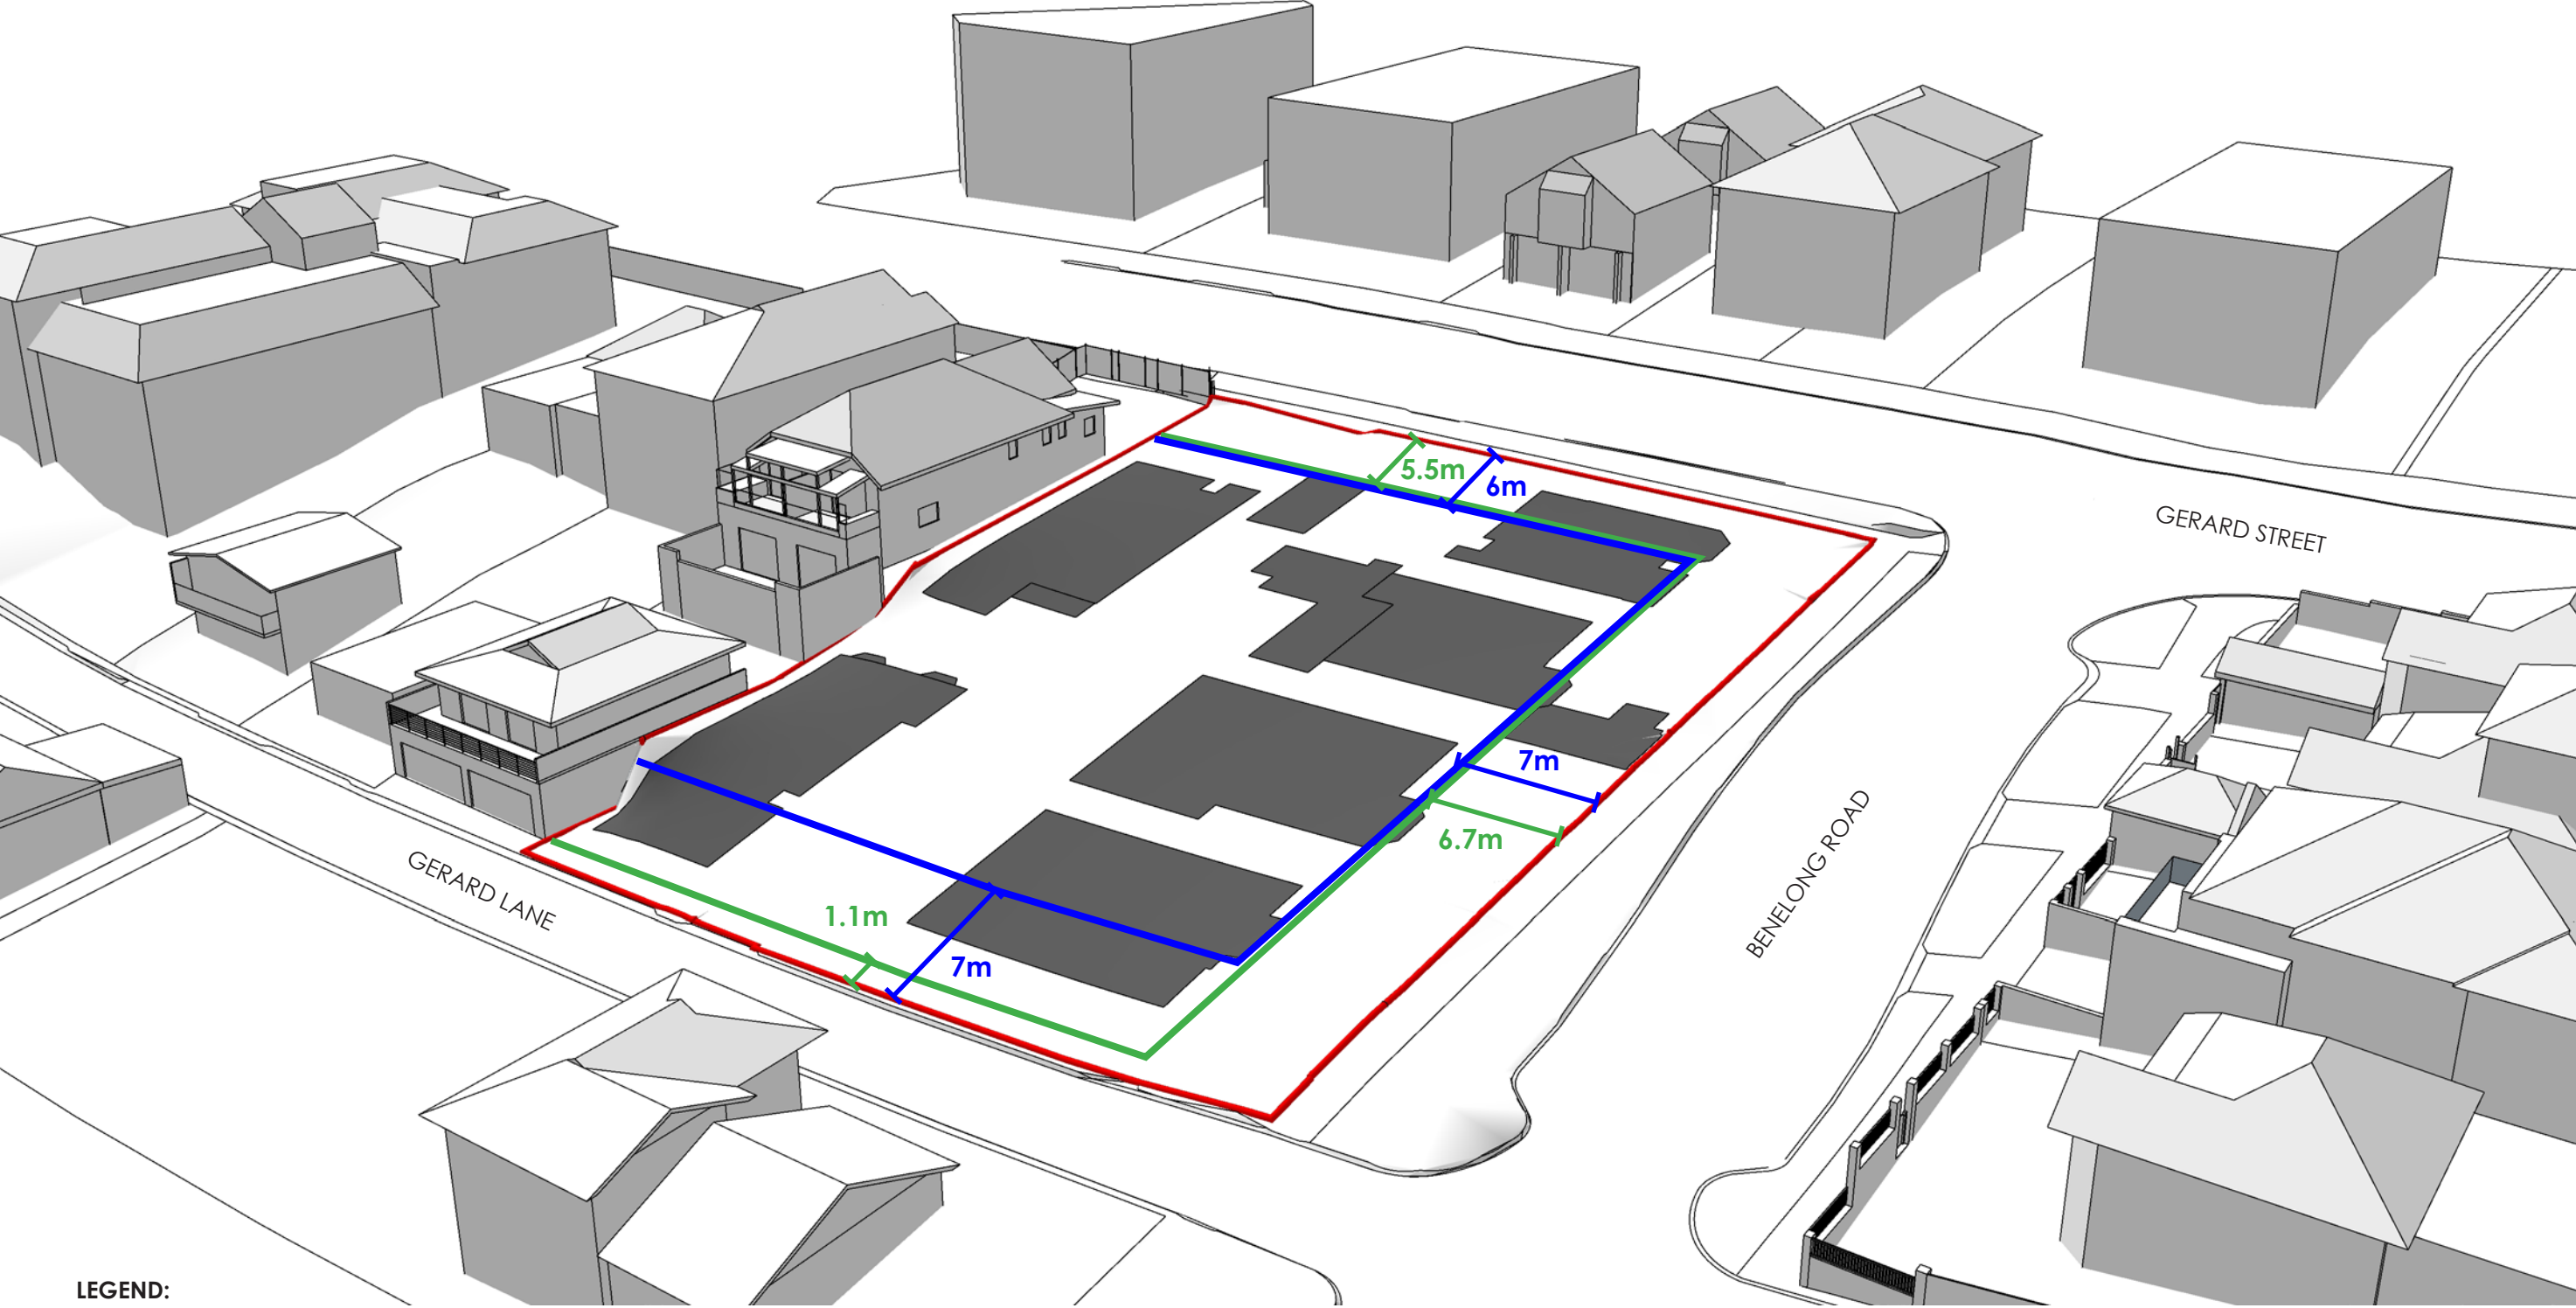 5.5m
6m
GERARD STREET
7m
6.7m
BENELONG ROAD
GERARD LANE
1.1m
7m
LEGEND: